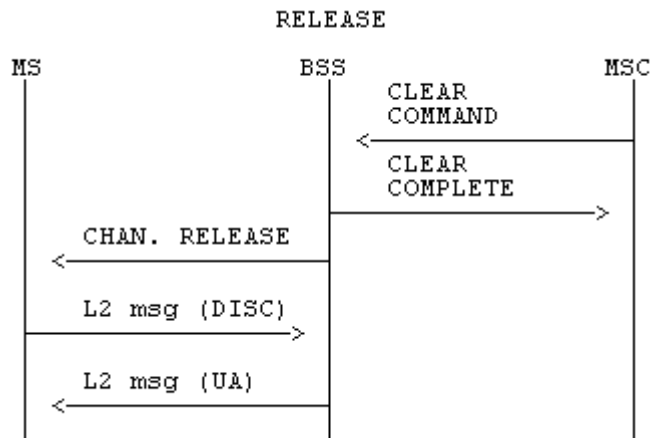 RELEASE
MS BSS MSC
CLEAR
COMMAND
CLEAR
COMPLETE
CHAN. RELEASE
L2 msg (DISC)
L2 msg (UA)